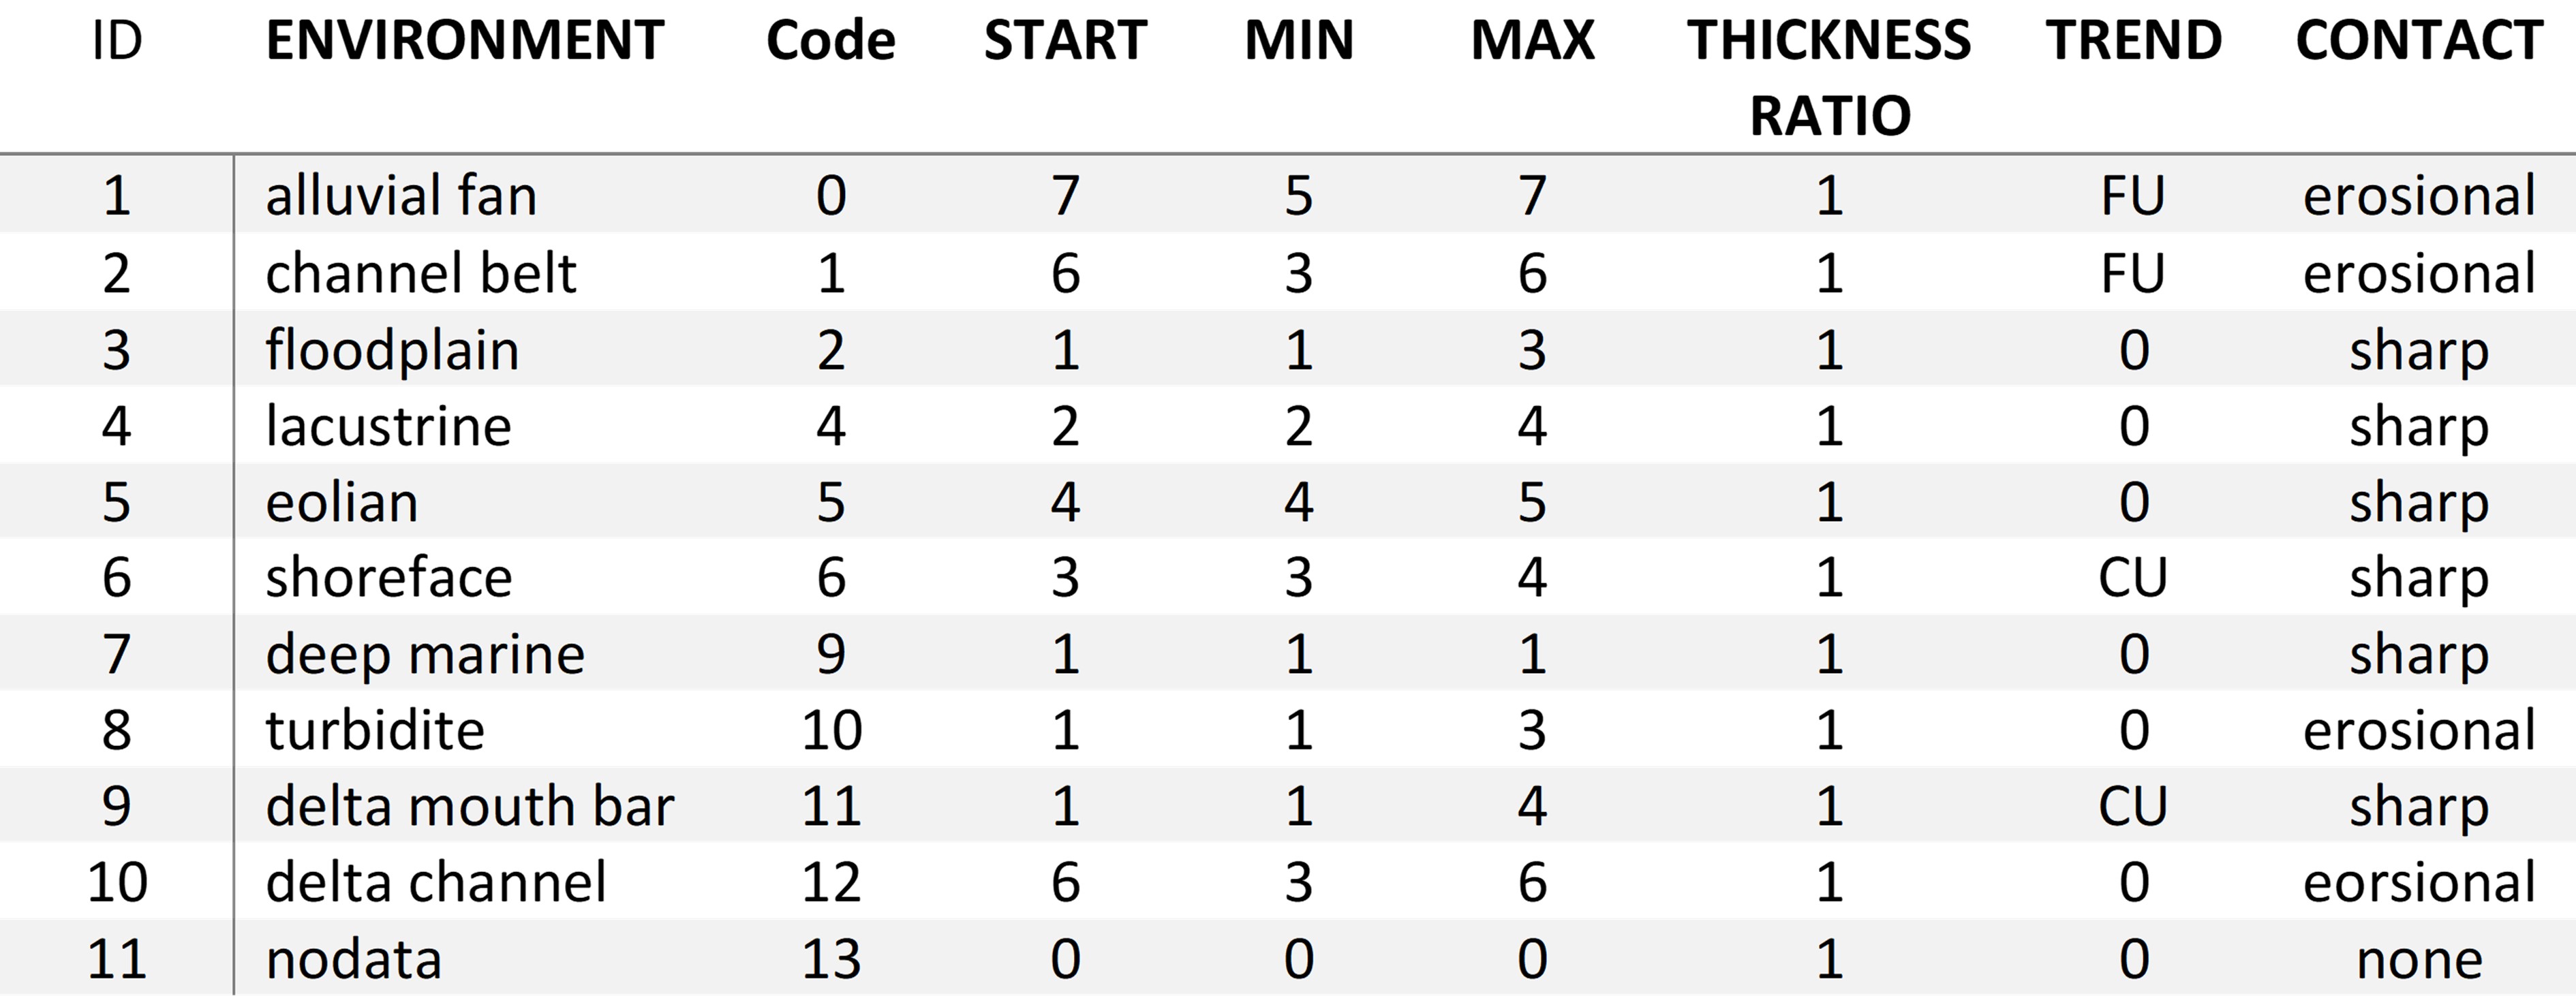 ID ENVIRONMENT Code START MIN MAX THICKNESS TREND CONTACT
RATIO
1 alluvial fan 0 7 5 7 1 FU erosional
2 channel belt 1 6 3 6 1 FU erosional
3 floodplain 2 1 1 3 1 0 sharp
4 lacustrine 4 2 2 4 1 0 sharp
5 eolian 5 4 4 5 1 0 sharp
6 shoreface 6 3 3 4 1 CU sharp
7 deep marine 9 1 1 1 1 0 sharp
8 turbidite 10 1 1 3 1 0 erosional
9 delta mouth bar 11 1 1 4 1 CU sharp
10 delta channel 12 6 3 6 1 0 eorsional
11 nodata 13 0 0 0 1 0 none